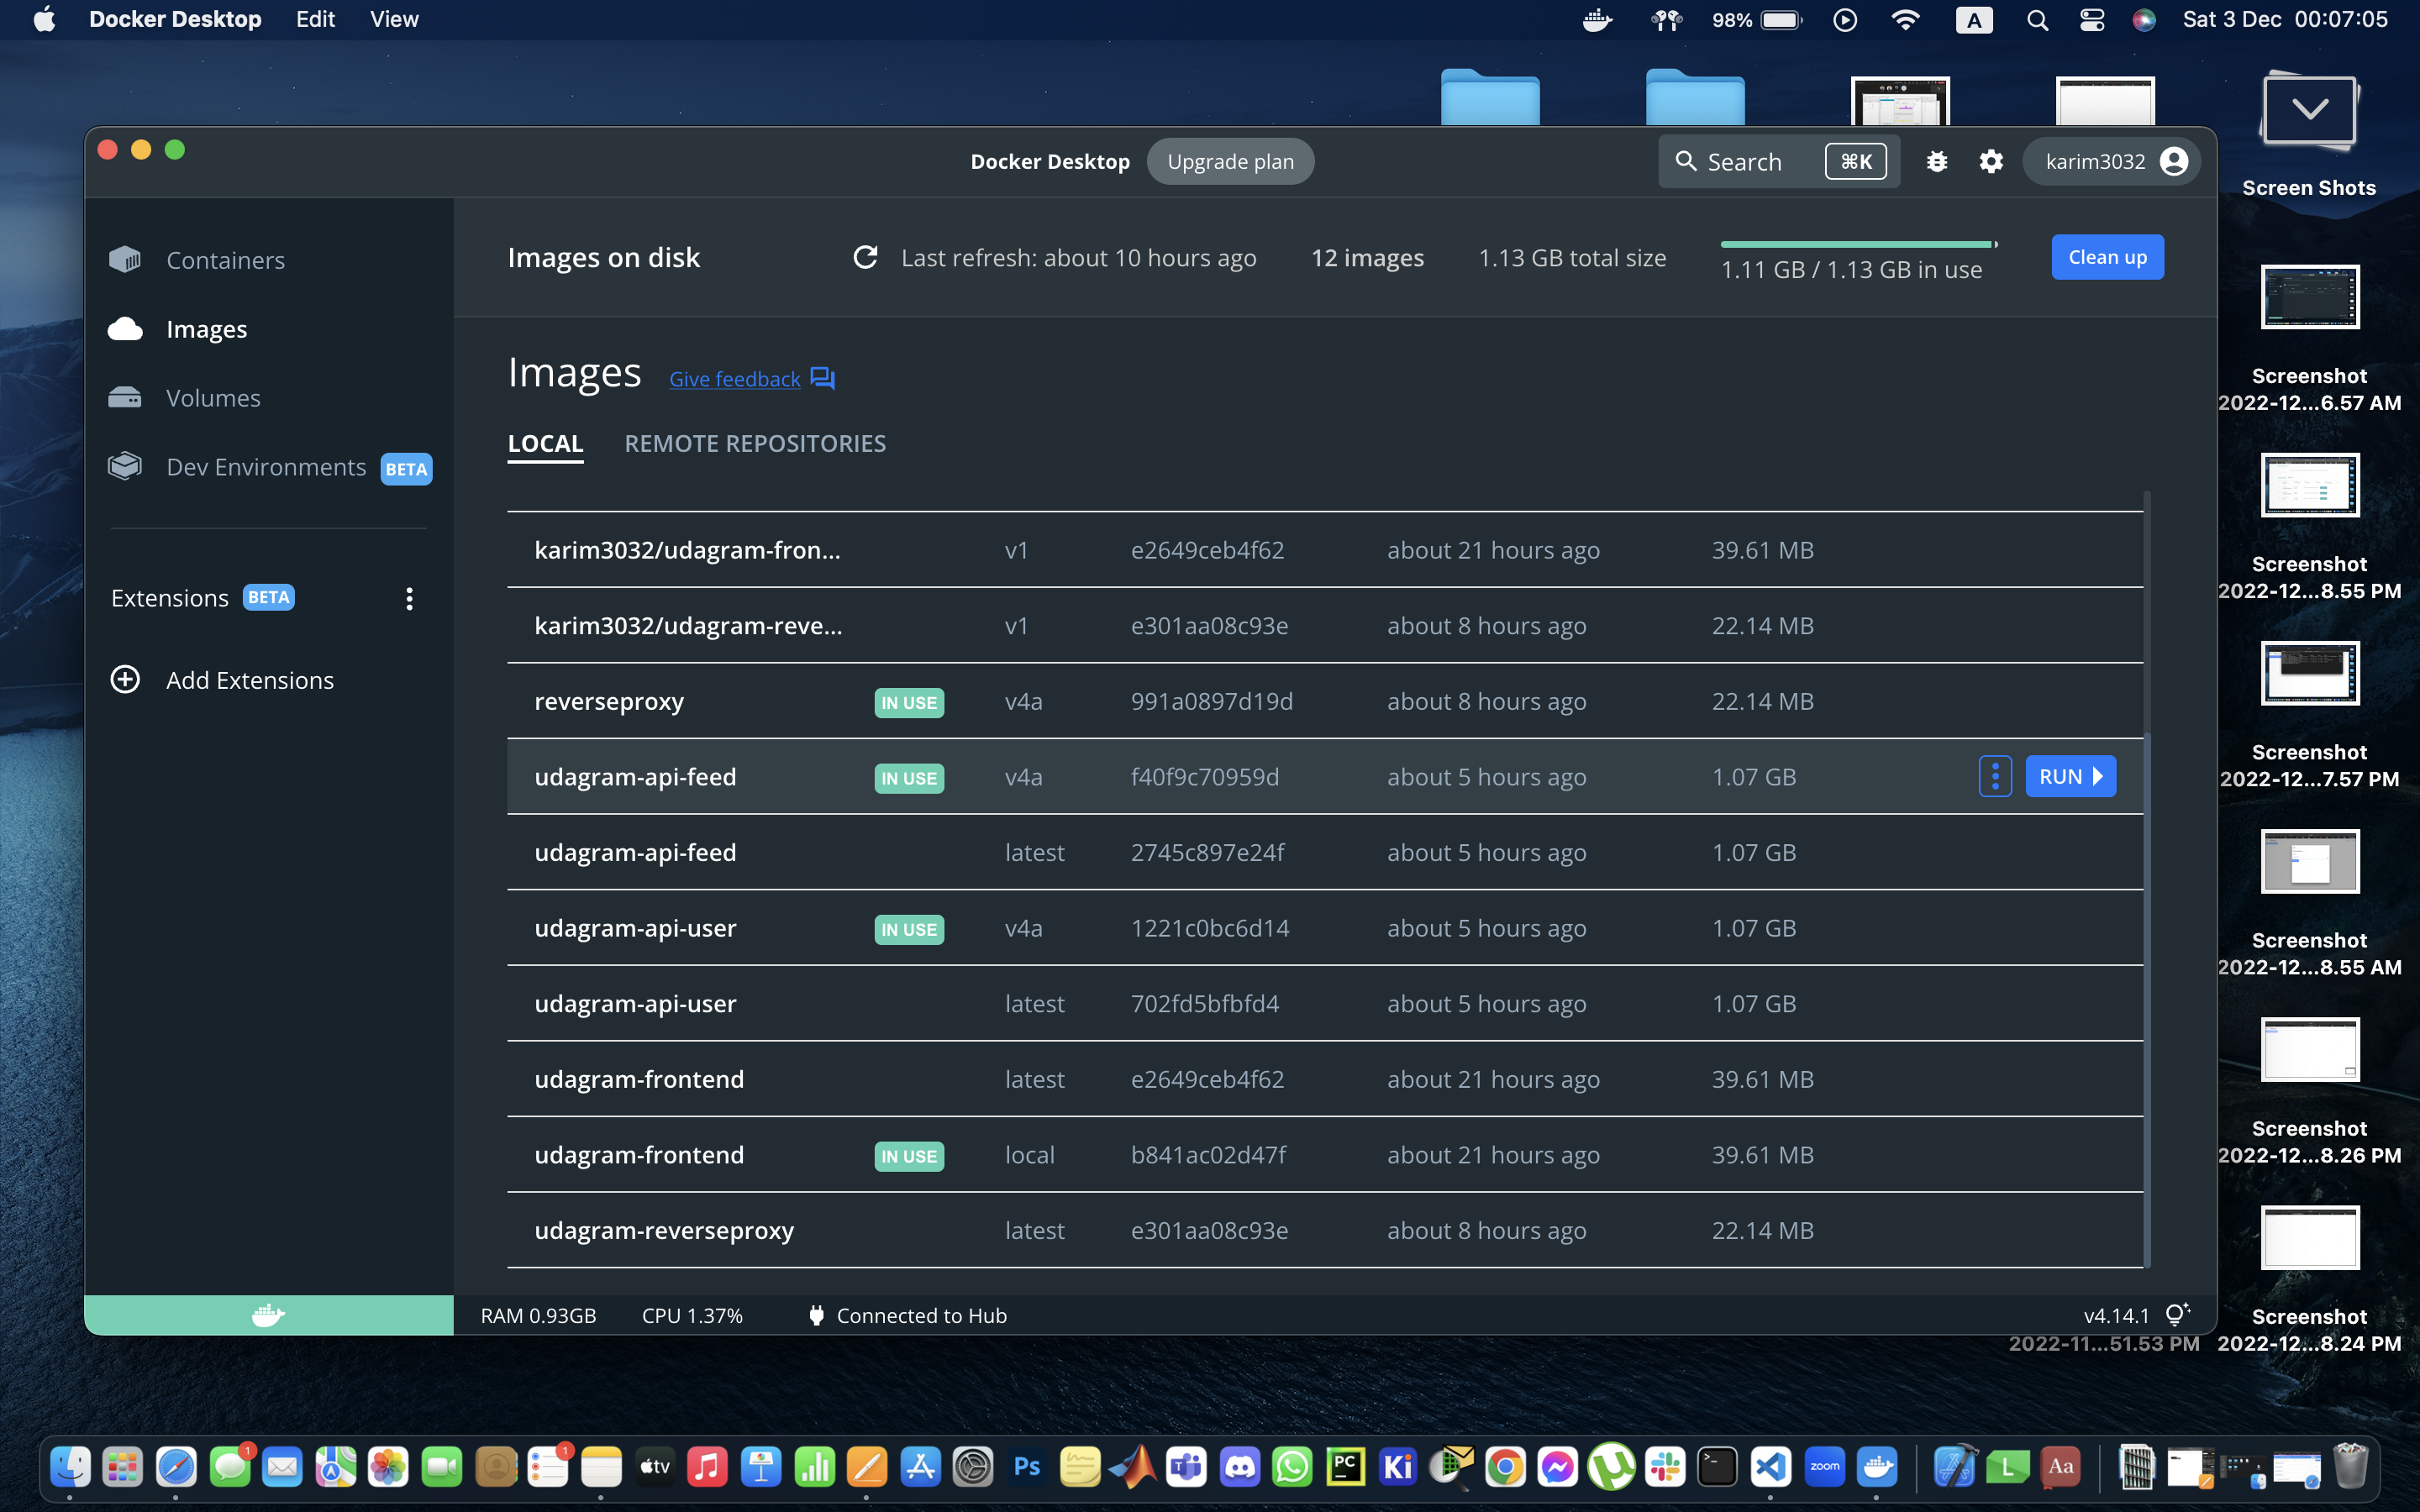 Docker Desktop Edit View 98% A Sat 3 Dec 00:07:05
Docker Desktop Upgrade plan Search ⌘K karim3032
Screen Shots
Containers
Images
Volumes
Dev Environments BETA
Extensions BETA
Add Extensions
Images on disk Last refresh: about 10 hours ago 12 images 1.13 GB total size 1.11 GB / 1.13 GB in use Clean up
Images Give feedback
LOCAL REMOTE REPOSITORIES
karim3032/udagram-fron... v1 e2649ceb4f62 about 21 hours ago 39.61 MB
karim3032/udagram-reve... v1 e301aa08c93e about 8 hours ago 22.14 MB
reverseproxy IN USE v4a 991a0897d19d about 8 hours ago 22.14 MB
udagram-api-feed IN USE v4a f40f9c70959d about 5 hours ago 1.07 GB RUN
udagram-api-feed latest 2745c897e24f about 5 hours ago 1.07 GB
udagram-api-user IN USE v4a 1221c0bc6d14 about 5 hours ago 1.07 GB
udagram-api-user latest 702fd5bfbfd4 about 5 hours ago 1.07 GB
udagram-frontend latest e2649ceb4f62 about 21 hours ago 39.61 MB
udagram-frontend IN USE local b841ac02d47f about 21 hours ago 39.61 MB
udagram-reverseproxy latest e301aa08c93e about 8 hours ago 22.14 MB
RAM 0.93GB CPU 1.37% Connected to Hub v4.14.1
Screenshot
2022-12...6.57 AM
Screenshot
2022-12...8.55 PM
Screenshot
2022-12...7.57 PM
Screenshot
2022-12...8.55 AM
Screenshot
2022-12...8.26 PM
Screenshot
2022-11...51.53 PM 2022-12...8.24 PM
1 1 tv Ps PC Ki zoom L Aa